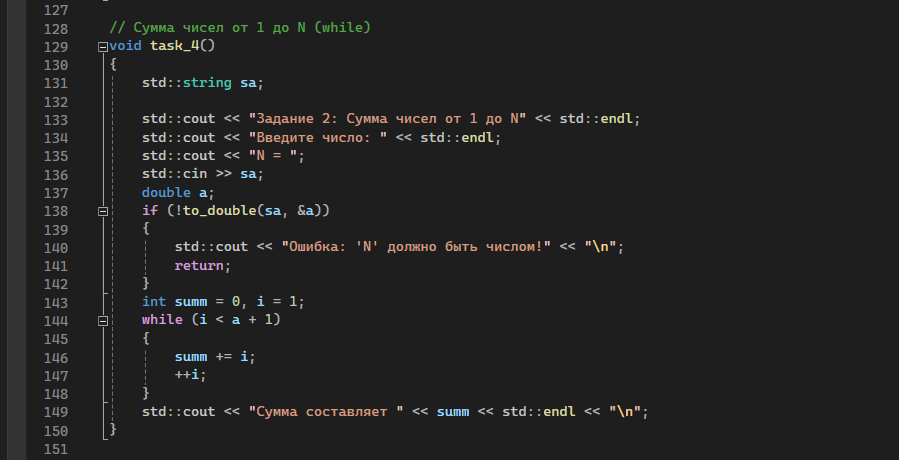 127
128 // Сумма чисел от 1 до N (while)
129 void task_4()
130 {
131 std::string sa;
132
133 std::cout << "Задание 2: Сумма чисел от 1 до N" << std::endl;
134 std::cout << "Введите число: " << std::endl;
135 std::cout << "N = ";
136 std::cin >> sa;
137 double a;
138 if (!to_double(sa, &a))
139 {
140 std::cout << "Ошибка: 'N' должно быть числом!" << "\n";
141 return;
142 }
143 int summ = 0, i = 1;
144 while (i < a + 1)
145 {
146 summ += i;
147 ++i;
148 }
149 std::cout << "Сумма составляет " << summ << std::endl << "\n";
150 }
151